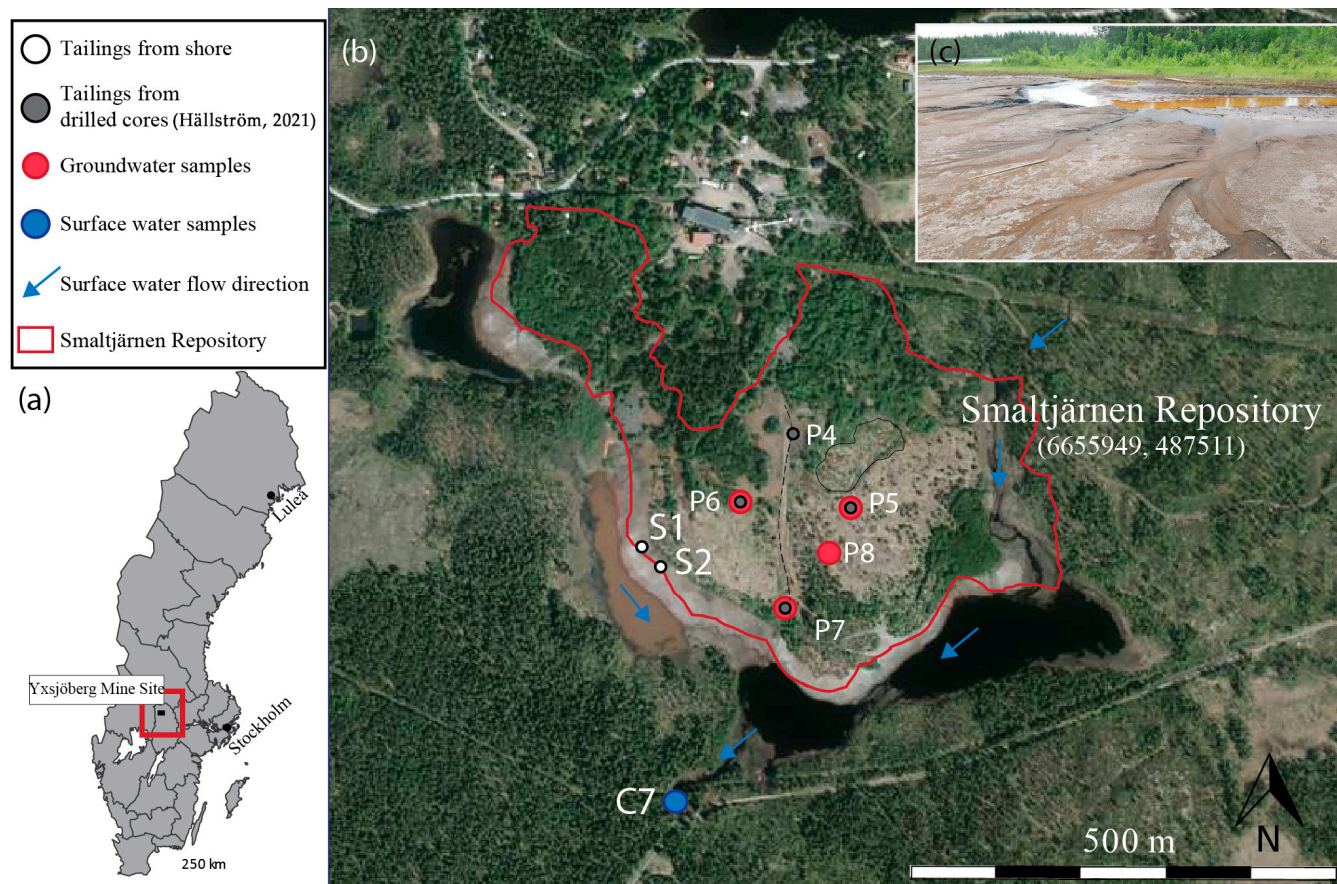 Tailings from shore
Tailings from
drilled cores (Hällström, 2021)
Groundwater samples
Surface water samples
Surface water flow direction
Smaltjärnen Repository
(a)
Luleå
Yxsjöberg Mine Site
Stockholm
250 km
(b)
(c)
Smaltjärnen Repository
(6655949, 487511)
P4
P6
P5
S1
P8
S2
P7
C7
500 m
N